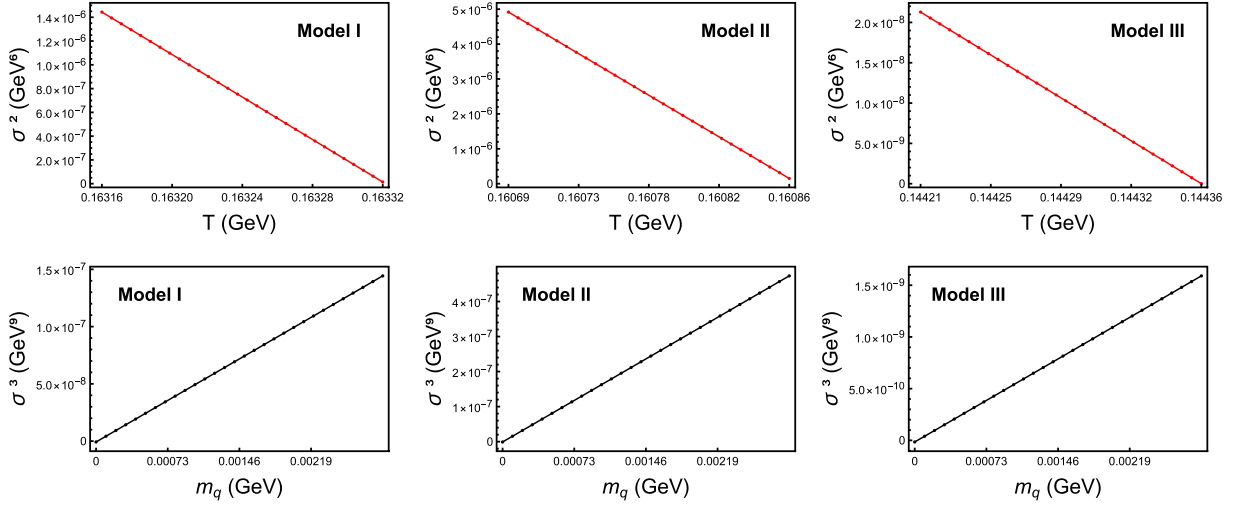 Model I
σ ² (GeV⁶)
1.4×10⁻⁶
1.2×10⁻⁶
1.0×10⁻⁶
8.0×10⁻⁷
6.0×10⁻⁷
4.0×10⁻⁷
2.0×10⁻⁷
0
0.16316 0.16320 0.16324 0.16328 0.16332
T (GeV)
Model II
σ ² (GeV⁶)
5×10⁻⁶
4×10⁻⁶
3×10⁻⁶
2×10⁻⁶
1×10⁻⁶
0
0.16069 0.16073 0.16078 0.16082 0.16086
T (GeV)
Model III
σ ² (GeV⁶)
2.0×10⁻⁸
1.5×10⁻⁸
1.0×10⁻⁸
5.0×10⁻⁹
0
0.14421 0.14425 0.14429 0.14432 0.14436
T (GeV)
Model I
σ ³ (GeV⁹)
1.5×10⁻⁷
1.0×10⁻⁷
5.0×10⁻⁸
0
0 0.00073 0.00146 0.00219
m_q (GeV)
Model II
σ ³ (GeV⁹)
4×10⁻⁷
3×10⁻⁷
2×10⁻⁷
1×10⁻⁷
0
0 0.00073 0.00146 0.00219
m_q (GeV)
Model III
σ ³ (GeV⁹)
1.5×10⁻⁹
1.0×10⁻⁹
5.0×10⁻¹⁰
0
0 0.00073 0.00146 0.00219
m_q (GeV)